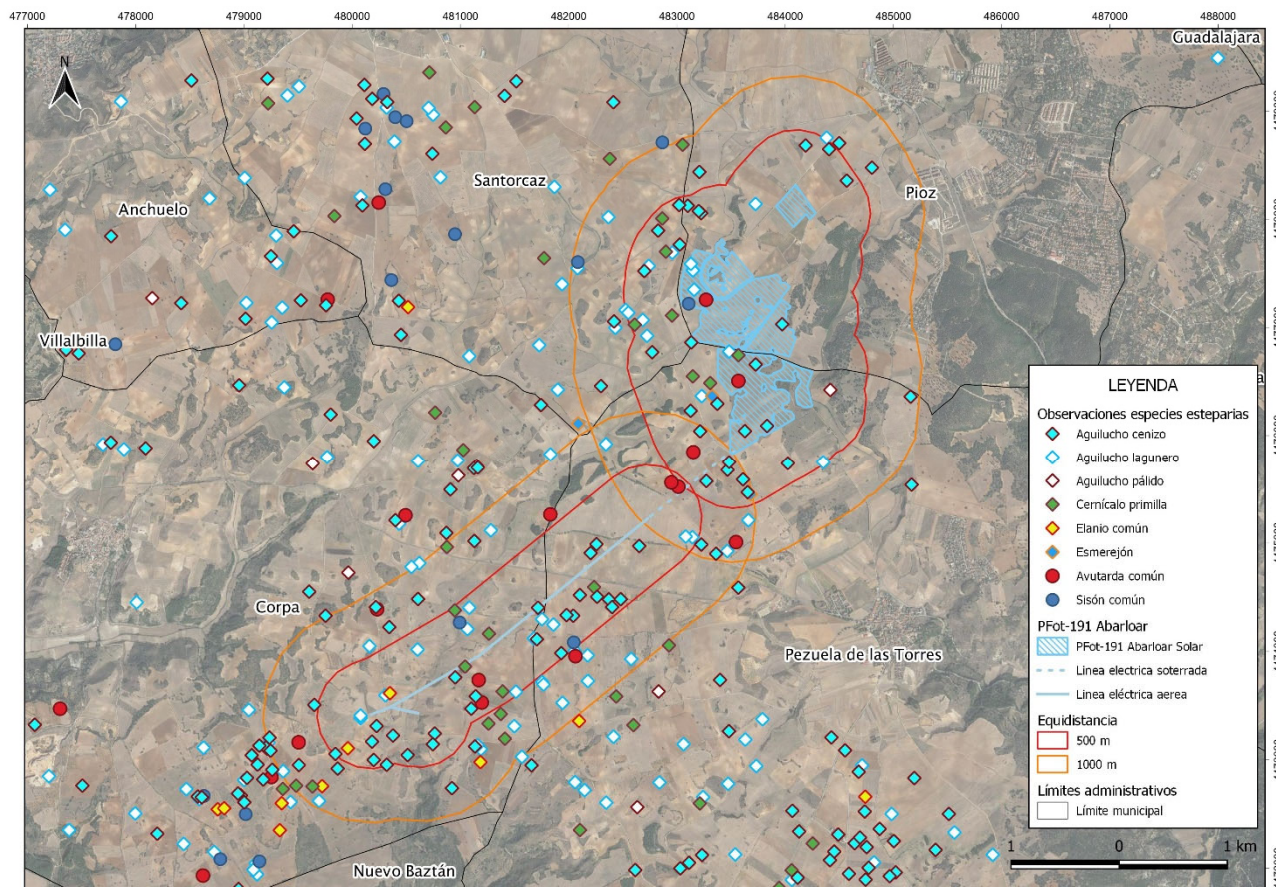 477000 478000 479000 480000 481000 482000 483000 484000 485000 486000 487000 488000
Guadalajara
N
Santorcaz
Anchuelo
Pioz
Villalbilla
Corpa
Pezuela de las Torres
Nuevo Baztán
LEYENDA
Observaciones especies esteparias
Aguilucho cenizo
Aguilucho lagunero
Aguilucho pálido
Cernícalo primilla
Elanio común
Esmerejón
Avutarda común
Sisón común
PFot-191 Abarloar
PFot-191 Abarloar Solar
Linea electrica soterrada
Linea eléctrica aerea
Equidistancia
500 m
1000 m
Límites administrativos
Límite municipal
1 0 1 km